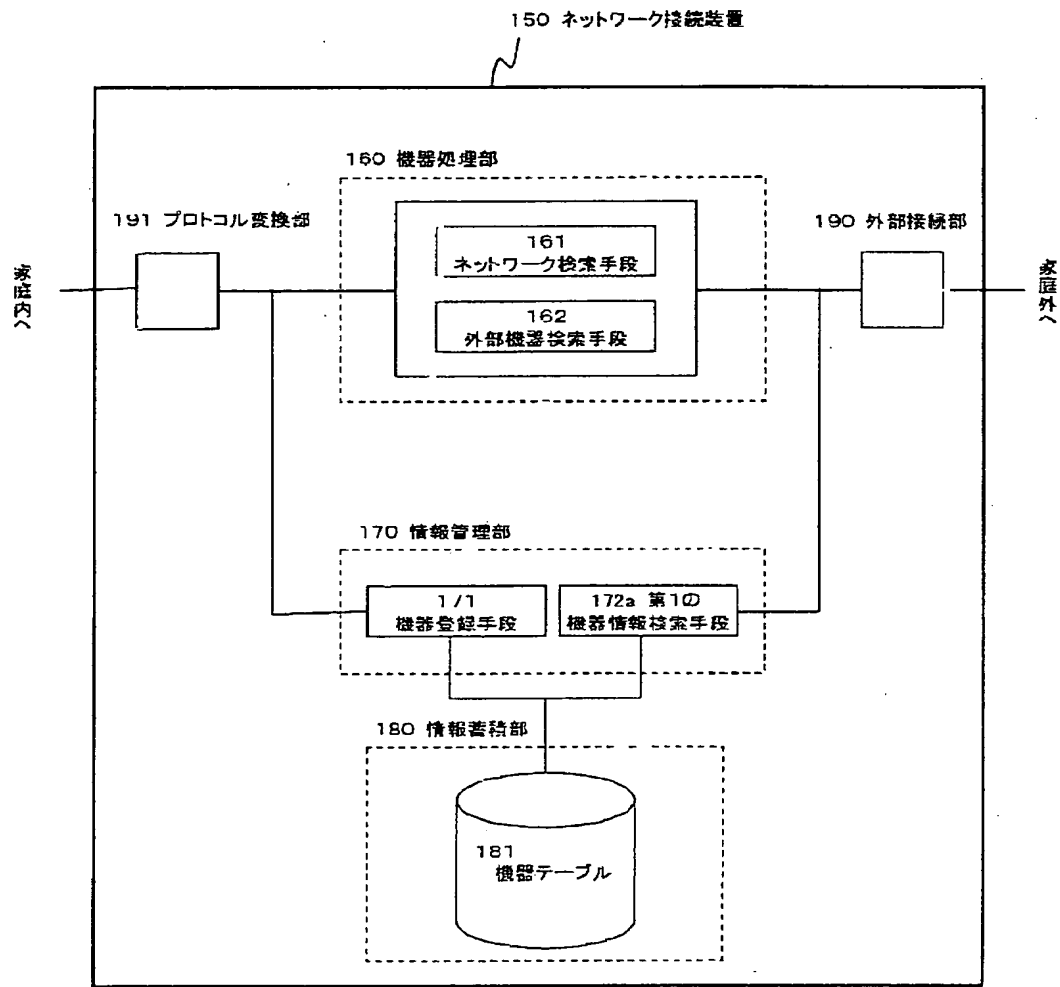 150 ネットワーク接続装置
160 機器処理部
191 プロトコル変換部
161
ネットワーク検索手段
190 外部接続部
家庭内へ
162
外部機器検索手段
家庭外へ
170 情報管理部
1/1
機器登録手段
172a 第1の
機器情報検索手段
180 情報蓄積部
181
機器テーブル